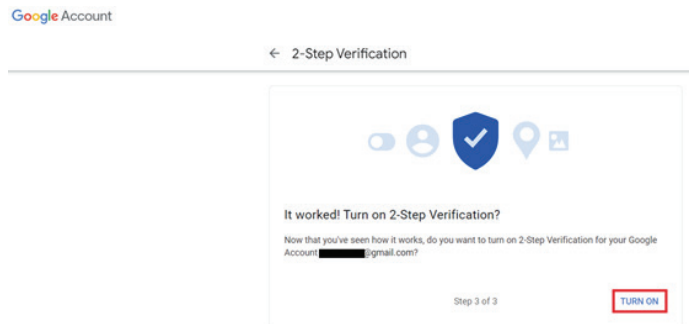 Google Account
← 2-Step Verification
It worked! Turn on 2-Step Verification?
Now that you've seen how it works, do you want to turn on 2-Step Verification for your Google
Account @gmail.com?
Step 3 of 3
TURN ON